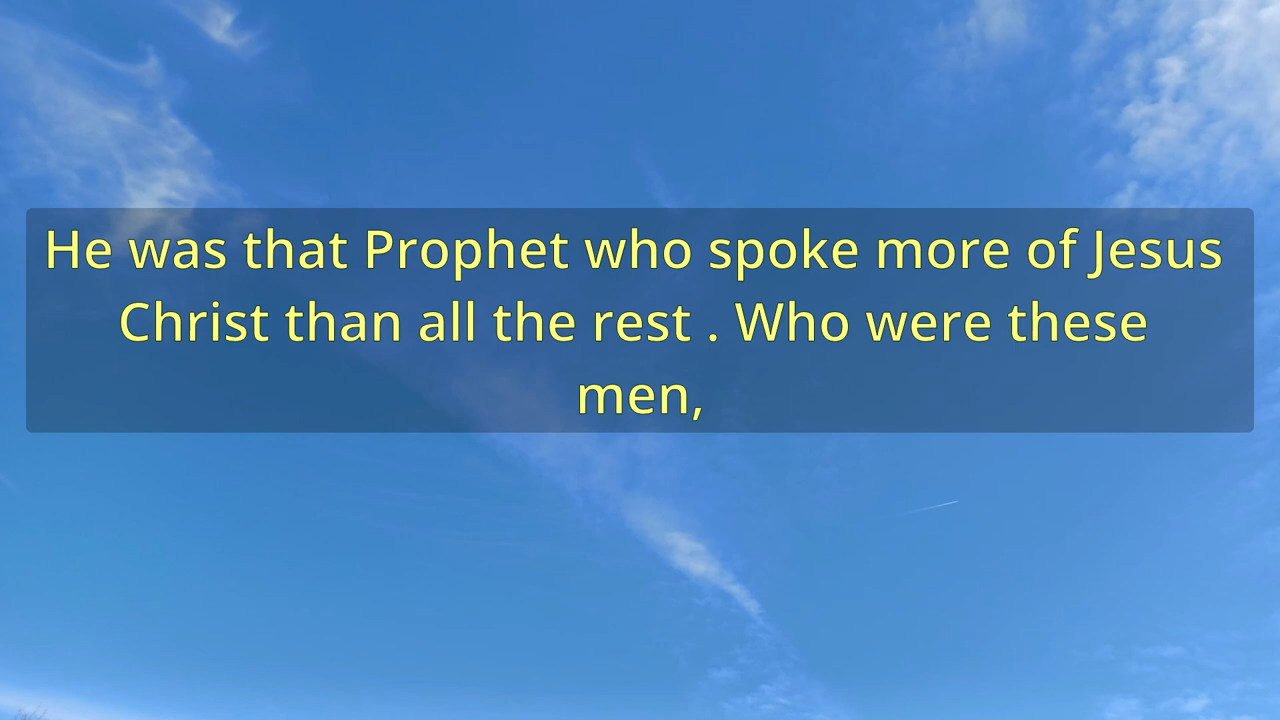 He was that Prophet who spoke more of Jesus
Christ than all the rest . Who were these
men,